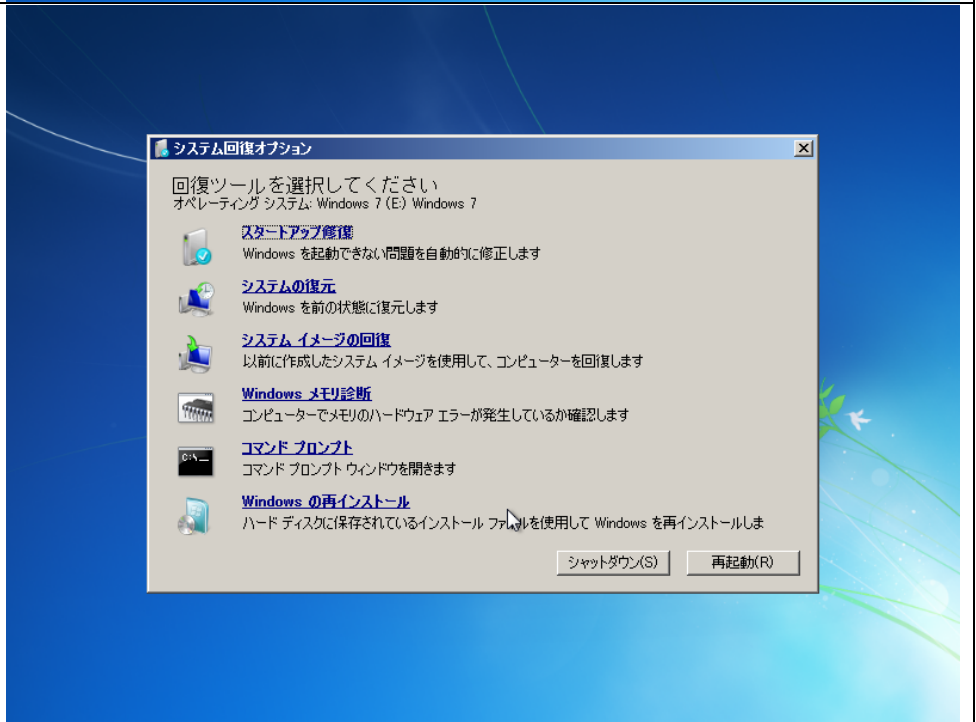 システム回復オプション
回復ツールを選択してください
オペレーティング システム: Windows 7 (E:) Windows 7
スタートアップ修復
Windows を起動できない問題を自動的に修正します
システムの復元
Windows を前の状態に復元します
システム イメージの回復
以前に作成したシステム イメージを使用して、コンピューターを回復します
Windows メモリ診断
コンピューターでメモリのハードウェア エラーが発生しているか確認します
C:\_
コマンド プロンプト
コマンド プロンプト ウィンドウを開きます
Windows の再インストール
ハード ディスクに保存されているインストール ファイルを使用して Windows を再インストールしま
シャットダウン(S)
再起動(R)